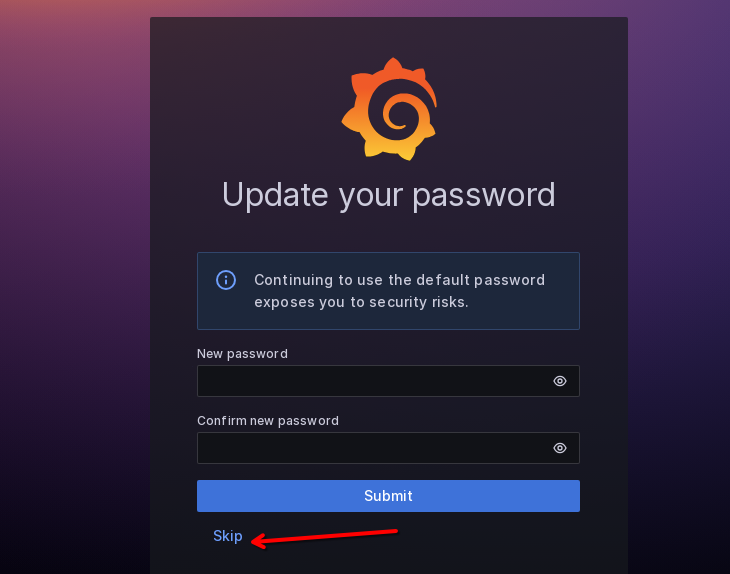 Update your password
Continuing to use the default password
exposes you to security risks.
New password
Confirm new password
Submit
Skip